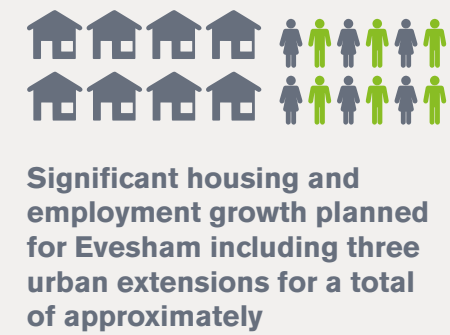 Significant housing and
employment growth planned
for Evesham including three
urban extensions for a total
of approximately